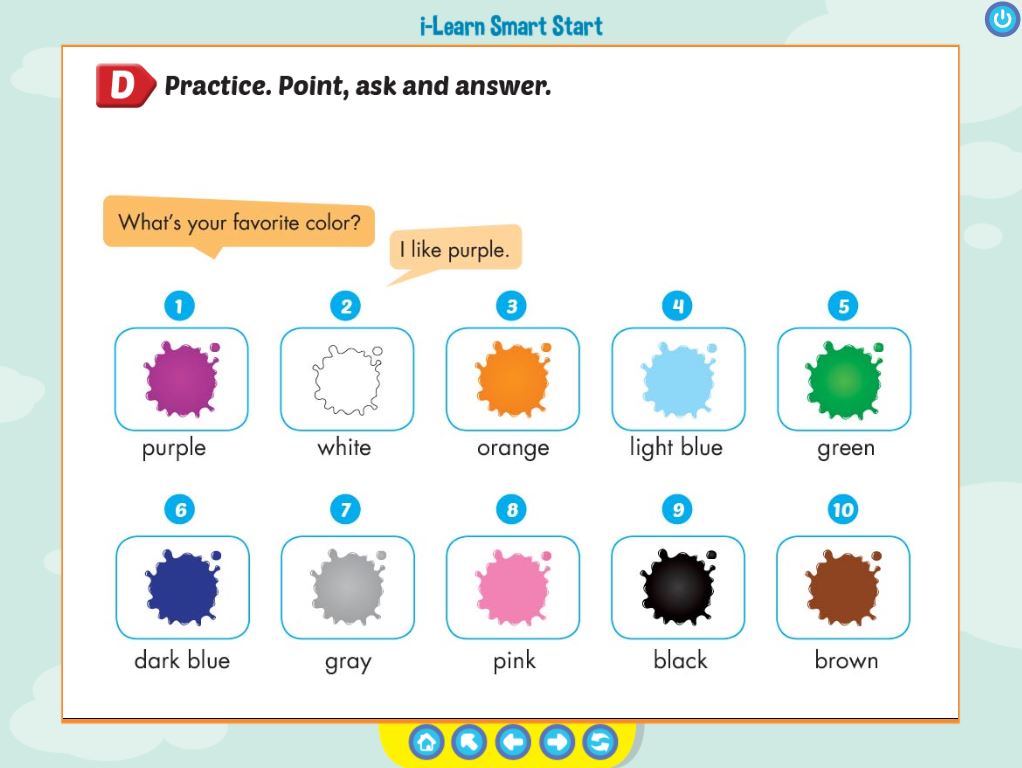 i-Learn Smart Start
D Practice. Point, ask and answer.
What's your favorite color?
I like purple.
1 2 3 4 5
purple white orange light blue green
6 7 8 9 10
dark blue gray pink black brown